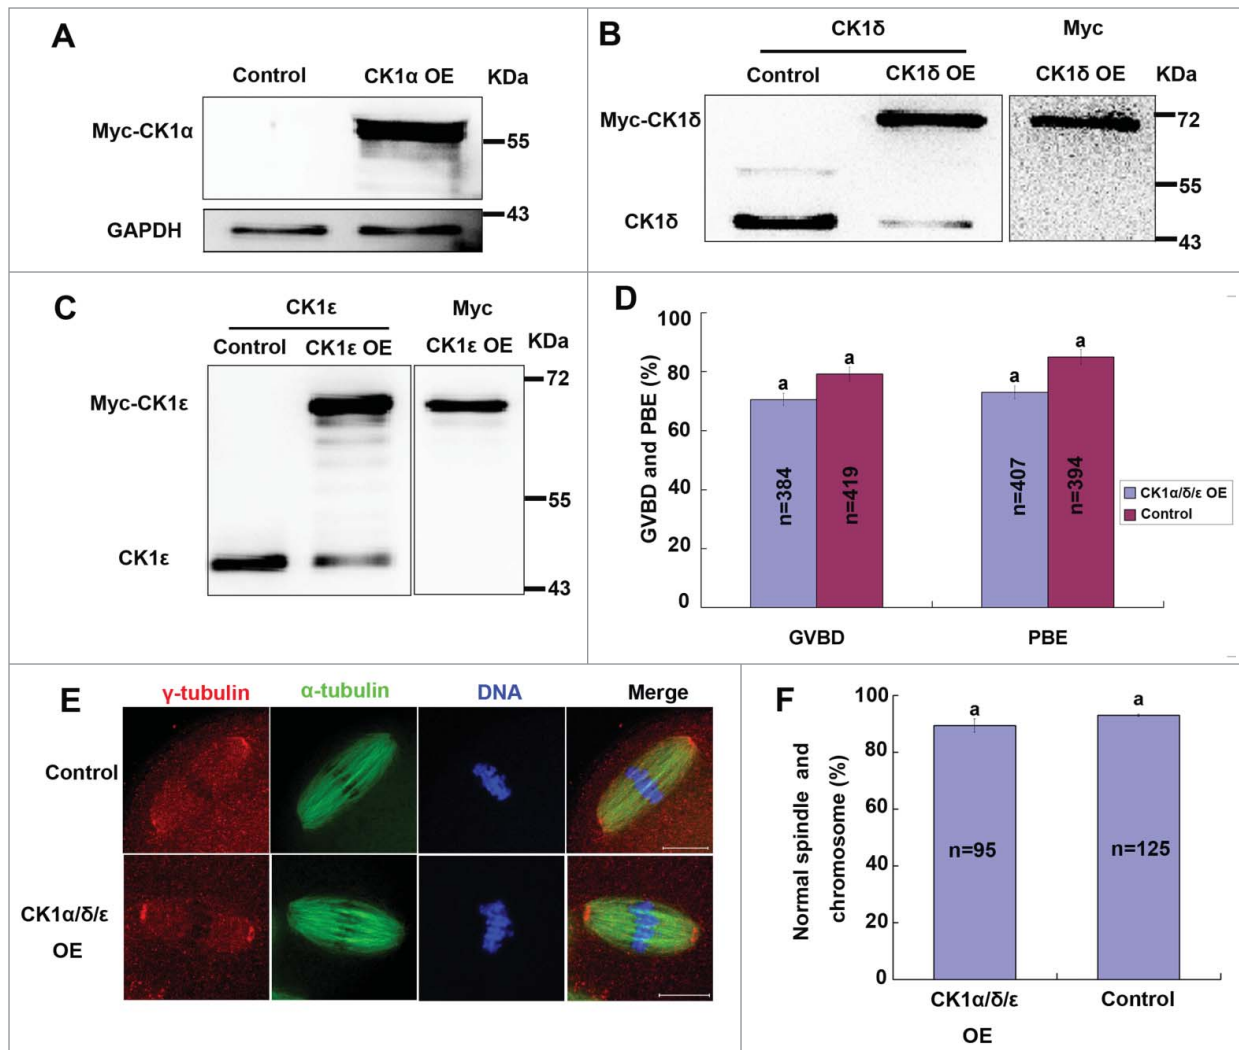 A
Control CK1α OE KDa
Myc-CK1α
55
43
GAPDH
B
CK1δ Myc
Control CK1δ OE CK1δ OE KDa
Myc-CK1δ
72
55
CK1δ
43
C
CK1ε Myc
Control CK1ε OE CK1ε OE KDa
72
Myc-CK1ε
55
CK1ε
43
D
GVBD and PBE (%)
100
80
60
40
20
0
a a a a
n=384 n=419 n=407 n=394
GVBD PBE
CK1α/δ/ε OE
Control
E
γ-tubulin α-tubulin DNA Merge
Control
CK1α/δ/ε
OE
F
Normal spindle and
chromosome (%)
100
80
60
40
20
0
a a
n=95 n=125
CK1α/δ/ε Control
OE